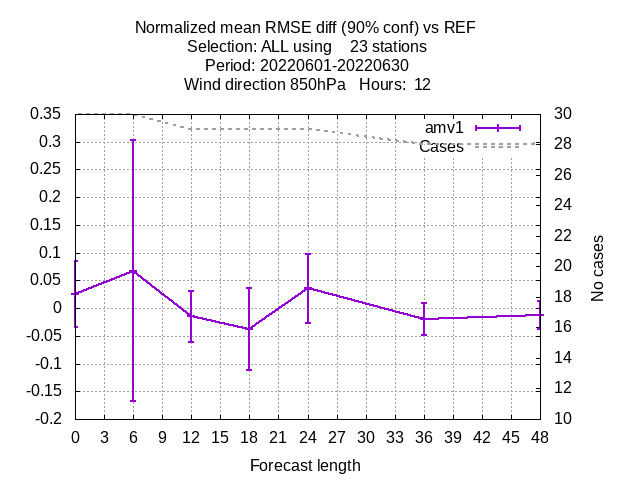 Normalized mean RMSE diff (90% conf) vs REF
Selection: ALL using    23 stations
Period: 20220601-20220630
Wind direction 850hPa   Hours:  12
0.35
0.3
0.25
0.2
0.15
0.1
0.05
0
-0.05
-0.1
-0.15
-0.2
amv1
Cases
30
28
26
24
22
20
18
16
14
12
10
No cases
0 3 6 9 12 15 18 21 24 27 30 33 36 39 42 45 48
Forecast length